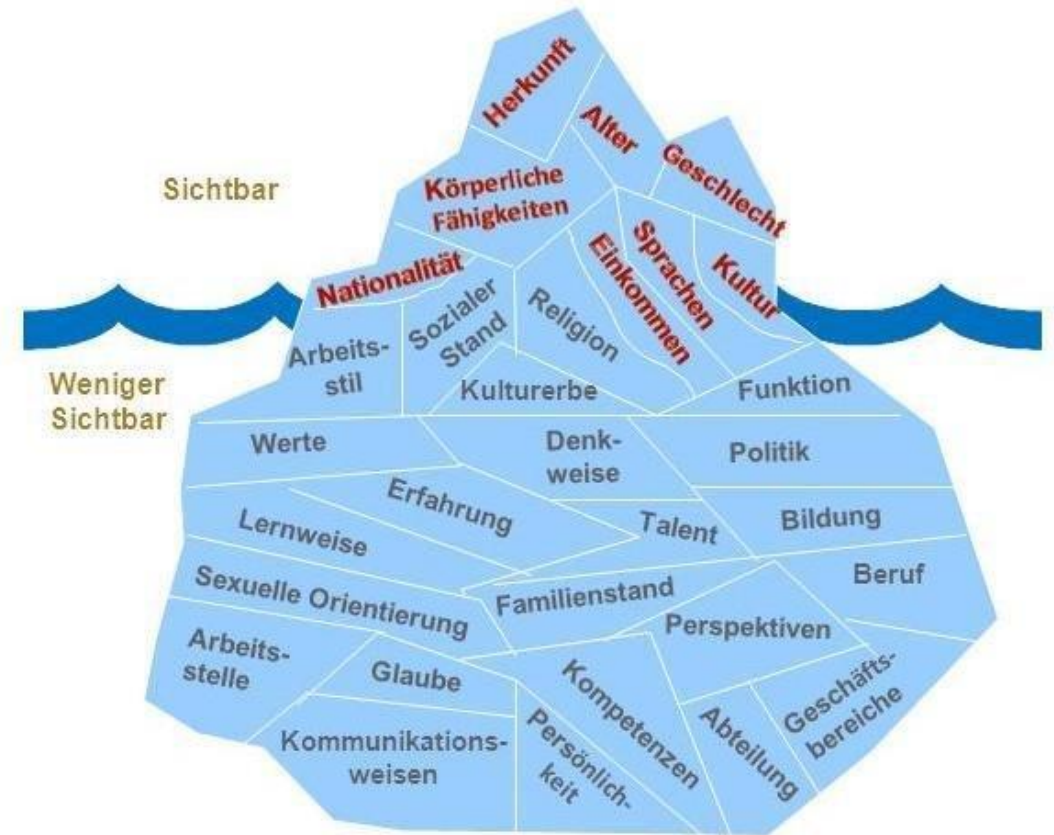 Herkunft
Alter
Geschlecht
Sichtbar
Körperliche
Fähigkeiten
Nationalität
Sozialer
Stand
Religion
Einkommen
Sprachen
Kultur
Weniger
Sichtbar
Arbeits-
stil
Kulturerbe
Funktion
Werte
Denk-
weise
Politik
Erfahrung
Lernweise
Talent
Bildung
Sexuelle Orientierung
Familienstand
Beruf
Perspektiven
Arbeits-
stelle
Glaube
Kompetenzen
Geschäfts-
bereiche
Abteilung
Kommunikations-
weisen
Persönlich-
keit